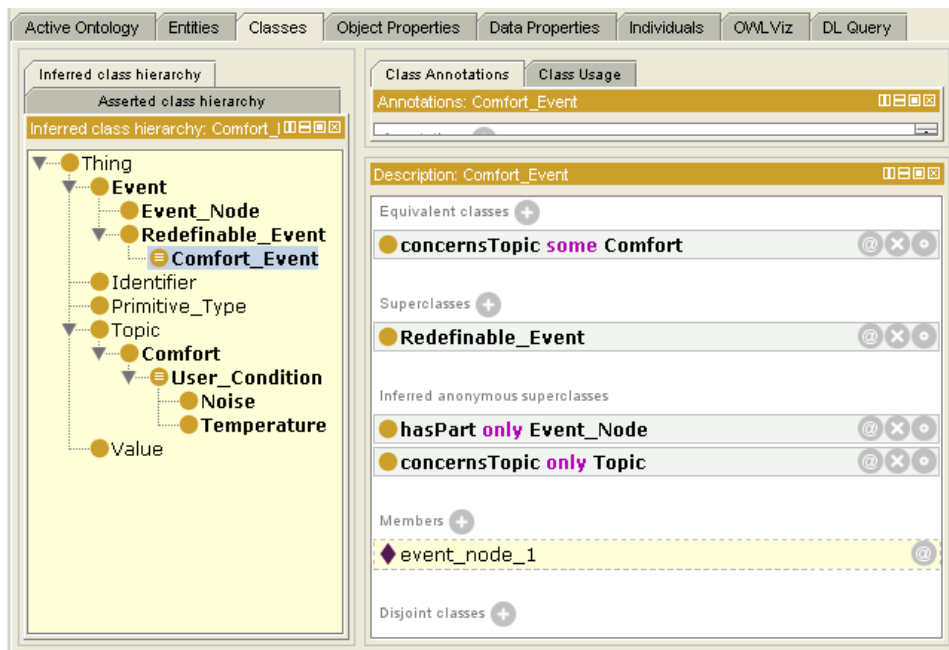 Active Ontology Entities Classes Object Properties Data Properties Individuals OWLViz DL Query
Inferred class hierarchy
Asserted class hierarchy
Inferred class hierarchy: Comfort_
Thing
Event
Event_Node
Redefinable_Event
Comfort_Event
Identifier
Primitive_Type
Topic
Comfort
User_Condition
Noise
Temperature
Value
Class Annotations Class Usage
Annotations: Comfort_Event
Description: Comfort_Event
Equivalent classes
concernsTopic some Comfort
Superclasses
Redefinable_Event
Inferred anonymous superclasses
hasPart only Event_Node
concernsTopic only Topic
Members
event_node_1
Disjoint classes